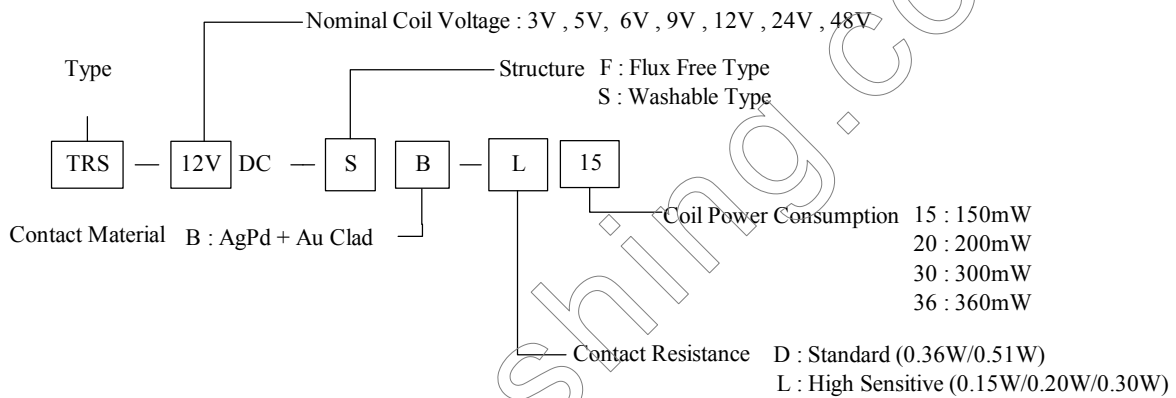 Nominal Coil Voltage : 3V , 5V, 6V , 9V , 12V , 24V , 48V
Type
Structure F : Flux Free Type
S : Washable Type
TRS — 12V DC — S B — L 15
Coil Power Consumption 15 : 150mW
Contact Material B : AgPd + Au Clad
20 : 200mW
30 : 300mW
36 : 360mW
Contact Resistance D : Standard (0.36W/0.51W)
L : High Sensitive (0.15W/0.20W/0.30W)
shing.co